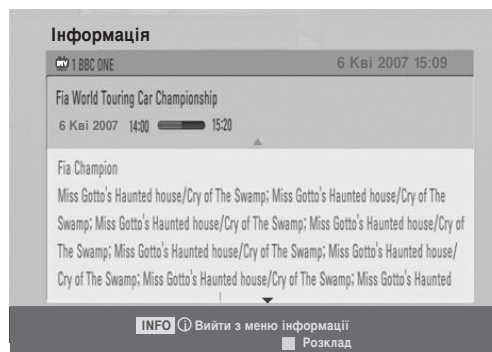 Інформація
DTV 1 BBC ONE 6 Кві 2007 15:09
Fia World Touring Car Championship
6 Кві 2007 14:00 15:20
Fia Champion
Miss Gotto's Haunted house/Cry of The Swamp; Miss Gotto's Haunted house/Cry of The
Swamp; Miss Gotto's Haunted house/Cry of The Swamp; Miss Gotto's Haunted house/Cry of
The Swamp; Miss Gotto's Haunted house/Cry of The Swamp; Miss Gotto's Haunted house/
Cry of The Swamp; Miss Gotto's Haunted house/Cry of The Swamp; Miss Gotto's Haunted
INFO i Вийти з меню інформації
Розклад